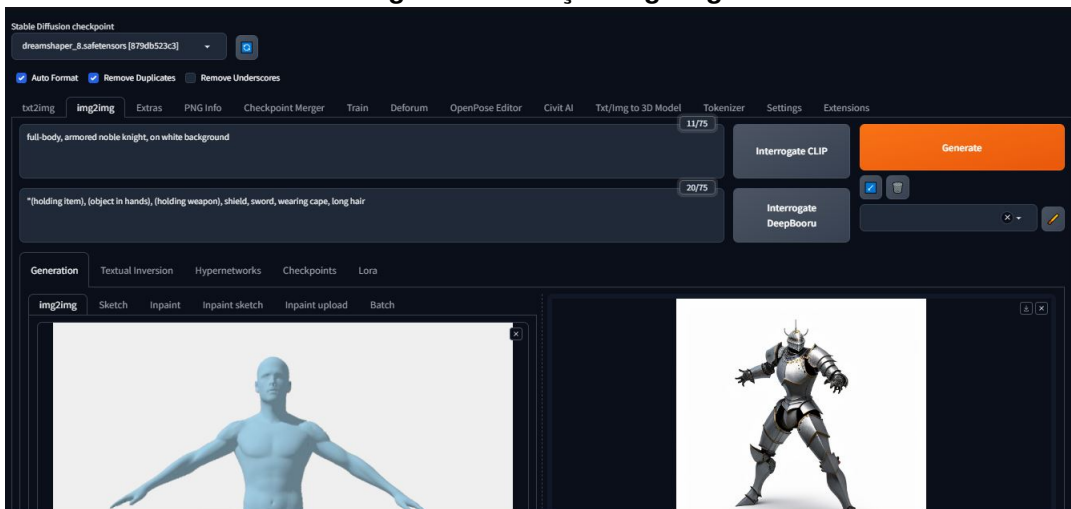 Stable Diffusion checkpoint
dreamshaper_8.safetensors [879db523c3]
Auto Format Remove Duplicates Remove Underscores
txt2img img2img Extras PNG Info Checkpoint Merger Train Deforum OpenPose Editor Civit AI Txt/Img to 3D Model Tokenizer Settings Extensions
11/75
full-body, armored noble knight, on white background
Interrogate CLIP
Generate
20/75
"(holding item), (object in hands), (holding weapon), shield, sword, wearing cape, long hair
Interrogate
DeepBooru
Generation Textual Inversion Hypernetworks Checkpoints Lora
img2img Sketch Inpaint Inpaint sketch Inpaint upload Batch